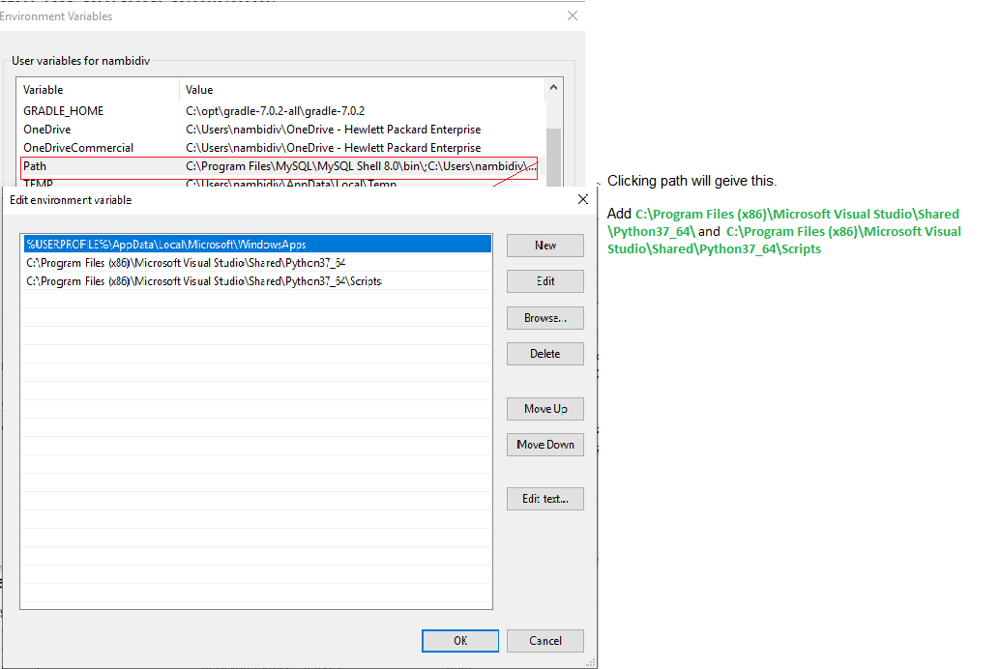 Environment Variables
User variables for nambidiv
Variable Value
GRADLE_HOME C:\opt\gradle-7.0.2-all\gradle-7.0.2
OneDrive C:\Users\nambidiv\OneDrive - Hewlett Packard Enterprise
OneDriveCommercial C:\Users\nambidiv\OneDrive - Hewlett Packard Enterprise
Path C:\Program Files\MySQL\MySQL Shell 8.0\bin\;C:\Users\nambidiv\...
TEMP C:\Users\nambidiv\AppData\Local\Temp
Edit environment variable
%USERPROFILE%\AppData\Local\Microsoft\WindowsApps
C:\Program Files (x86)\Microsoft Visual Studio\Shared\Python37_64
C:\Program Files (x86)\Microsoft Visual Studio\Shared\Python37_64\Scripts
New
Edit
Browse...
Delete
Move Up
Move Down
Edit text...
OK
Cancel
Clicking path will geive this.
Add C:\Program Files (x86)\Microsoft Visual Studio\Shared
\Python37_64\ and C:\Program Files (x86)\Microsoft Visual
Studio\Shared\Python37_64\Scripts